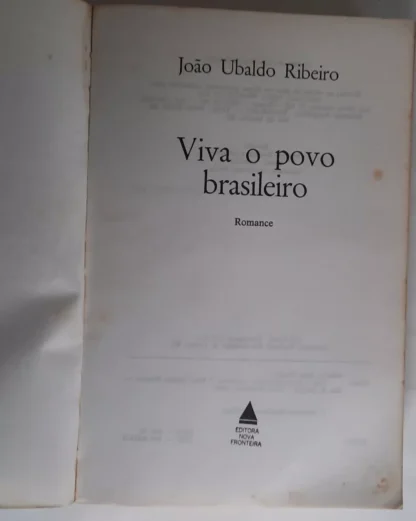 João Ubaldo Ribeiro
Viva o povo
brasileiro
Romance
EDITORA
NOVA
FRONTEIRA